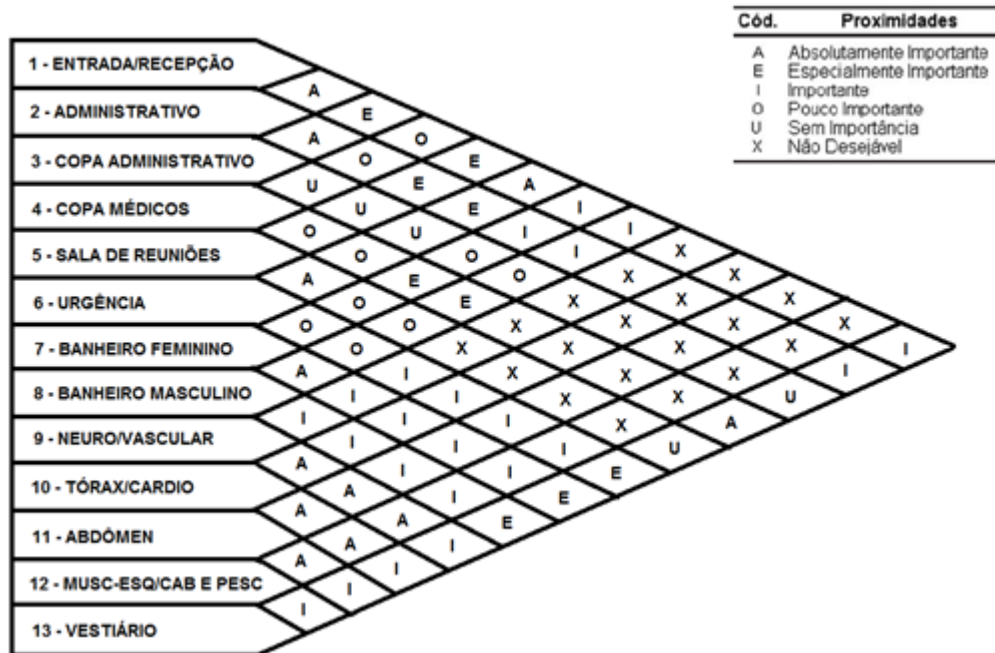 Cód. Proximidades
A Absolutamente Importante
E Especialmente Importante
I Importante
O Pouco Importante
U Sem Importância
X Não Desejável
1 - ENTRADA/RECEPÇÃO
2 - ADMINISTRATIVO
3 - COPA ADMINISTRATIVO
4 - COPA MÉDICOS
5 - SALA DE REUNIÕES
6 - URGÊNCIA
7 - BANHEIRO FEMININO
8 - BANHEIRO MASCULINO
9 - NEURO/VASCULAR
10 - TÓRAX/CARDIO
11 - ABDÔMEN
12 - MUSC-ESQ/CAB E PESC
13 - VESTIÁRIO
A
E
A O
O E
U E A
U E I
O U I I
O O I X
A E O X X
O E X X X
O O X X X X
O X X X X I
A I X X X I
I I X X U
I I I X A
I I I U
A I I E
A I E
A A E
A I
A I
I
I